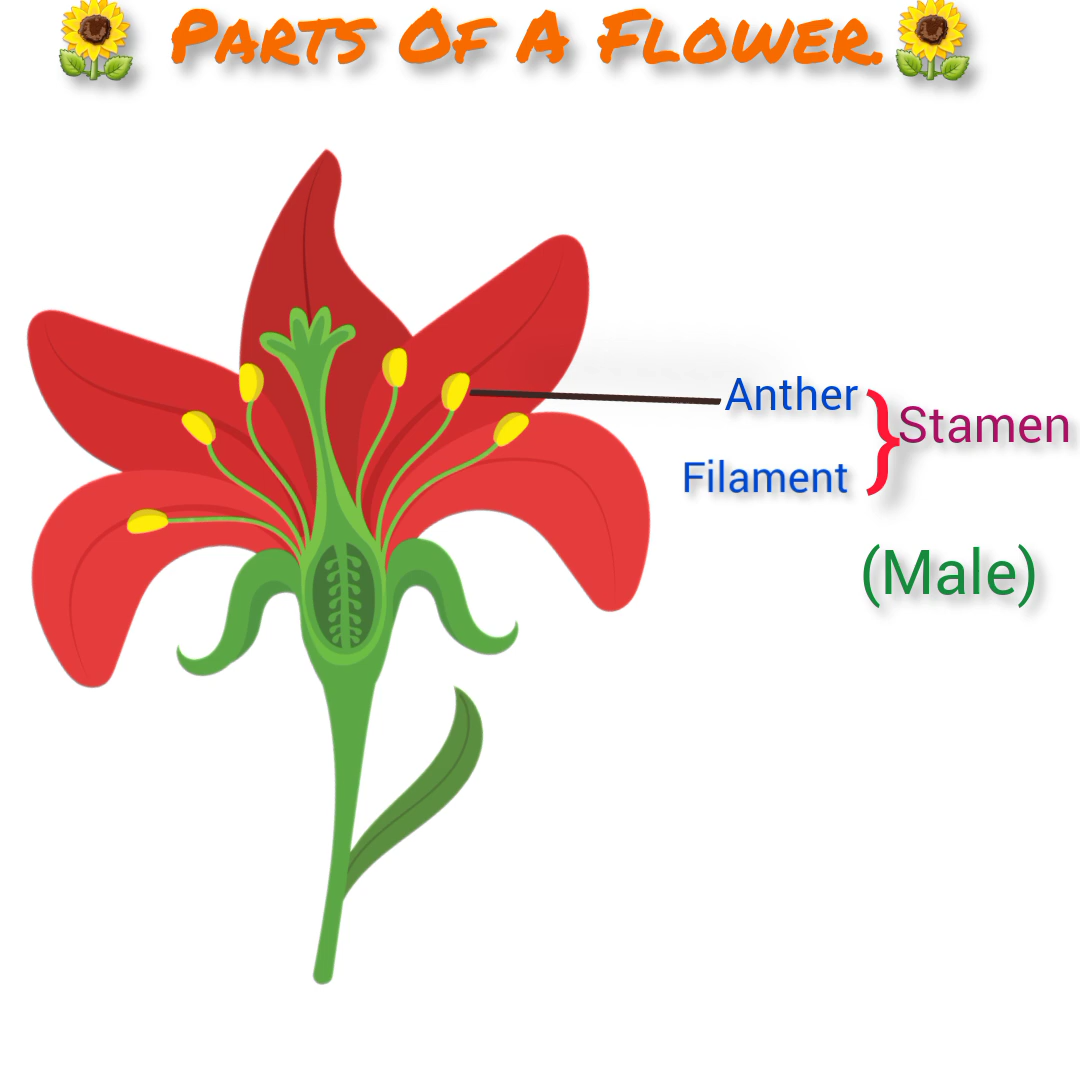 Parts Of A Flower.
Anther
Filament
}Stamen
(Male)